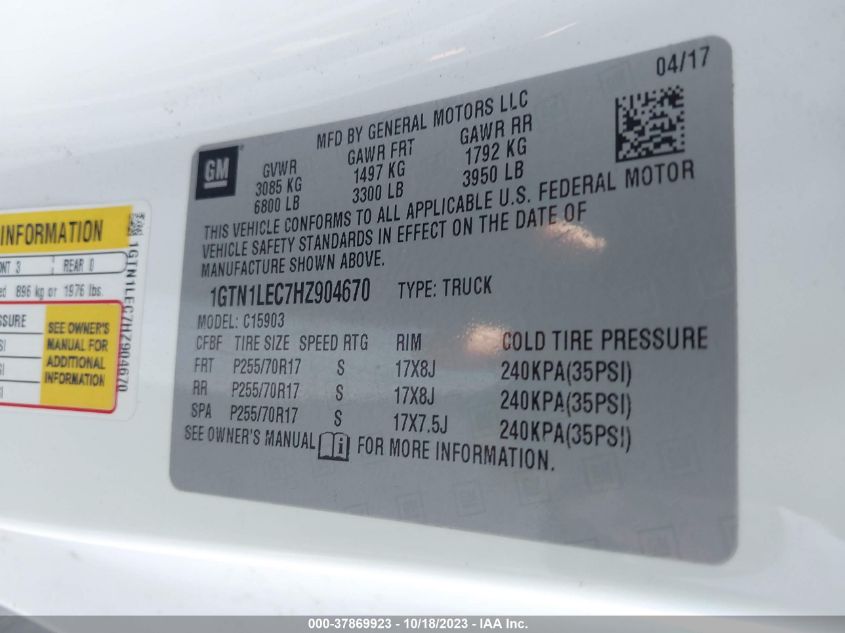 04/17
MFD BY GENERAL MOTORS LLC
GM
GVWR GAWR FRT GAWR RR
3085 KG 1497 KG 1792 KG
6800 LB 3300 LB 3950 LB
THIS VEHICLE CONFORMS TO ALL APPLICABLE U.S. FEDERAL MOTOR
VEHICLE SAFETY STANDARDS IN EFFECT ON THE DATE OF
MANUFACTURE SHOWN ABOVE.
1GTN1LEC7HZ904670 TYPE: TRUCK
MODEL: C15903
CFBF TIRE SIZE SPEED RTG RIM COLD TIRE PRESSURE
FRT P255/70R17 S 17X8J 240KPA(35PSI)
RR P255/70R17 S 17X8J 240KPA(35PSI)
SPA P255/70R17 S 17X7.5J 240KPA(35PSI)
SEE OWNER'S MANUAL i FOR MORE INFORMATION.
INFORMATION
NT 3 REAR 0
ed 896 kg or 1976 lbs.
SSURE
SEE OWNER'S
MANUAL FOR
ADDITIONAL
INFORMATION
1GTN1LEC7HZ904670
000-37869923 - 10/18/2023 - IAA Inc.